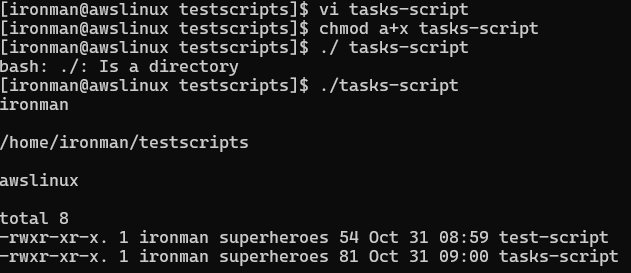 [ironman@awslinux testscripts]$ vi tasks-script
[ironman@awslinux testscripts]$ chmod a+x tasks-script
[ironman@awslinux testscripts]$ ./ tasks-script
bash: ./: Is a directory
[ironman@awslinux testscripts]$ ./tasks-script
ironman
/home/ironman/testscripts
awslinux
total 8
-rwxr-xr-x. 1 ironman superheroes 54 Oct 31 08:59 test-script
-rwxr-xr-x. 1 ironman superheroes 81 Oct 31 09:00 tasks-script